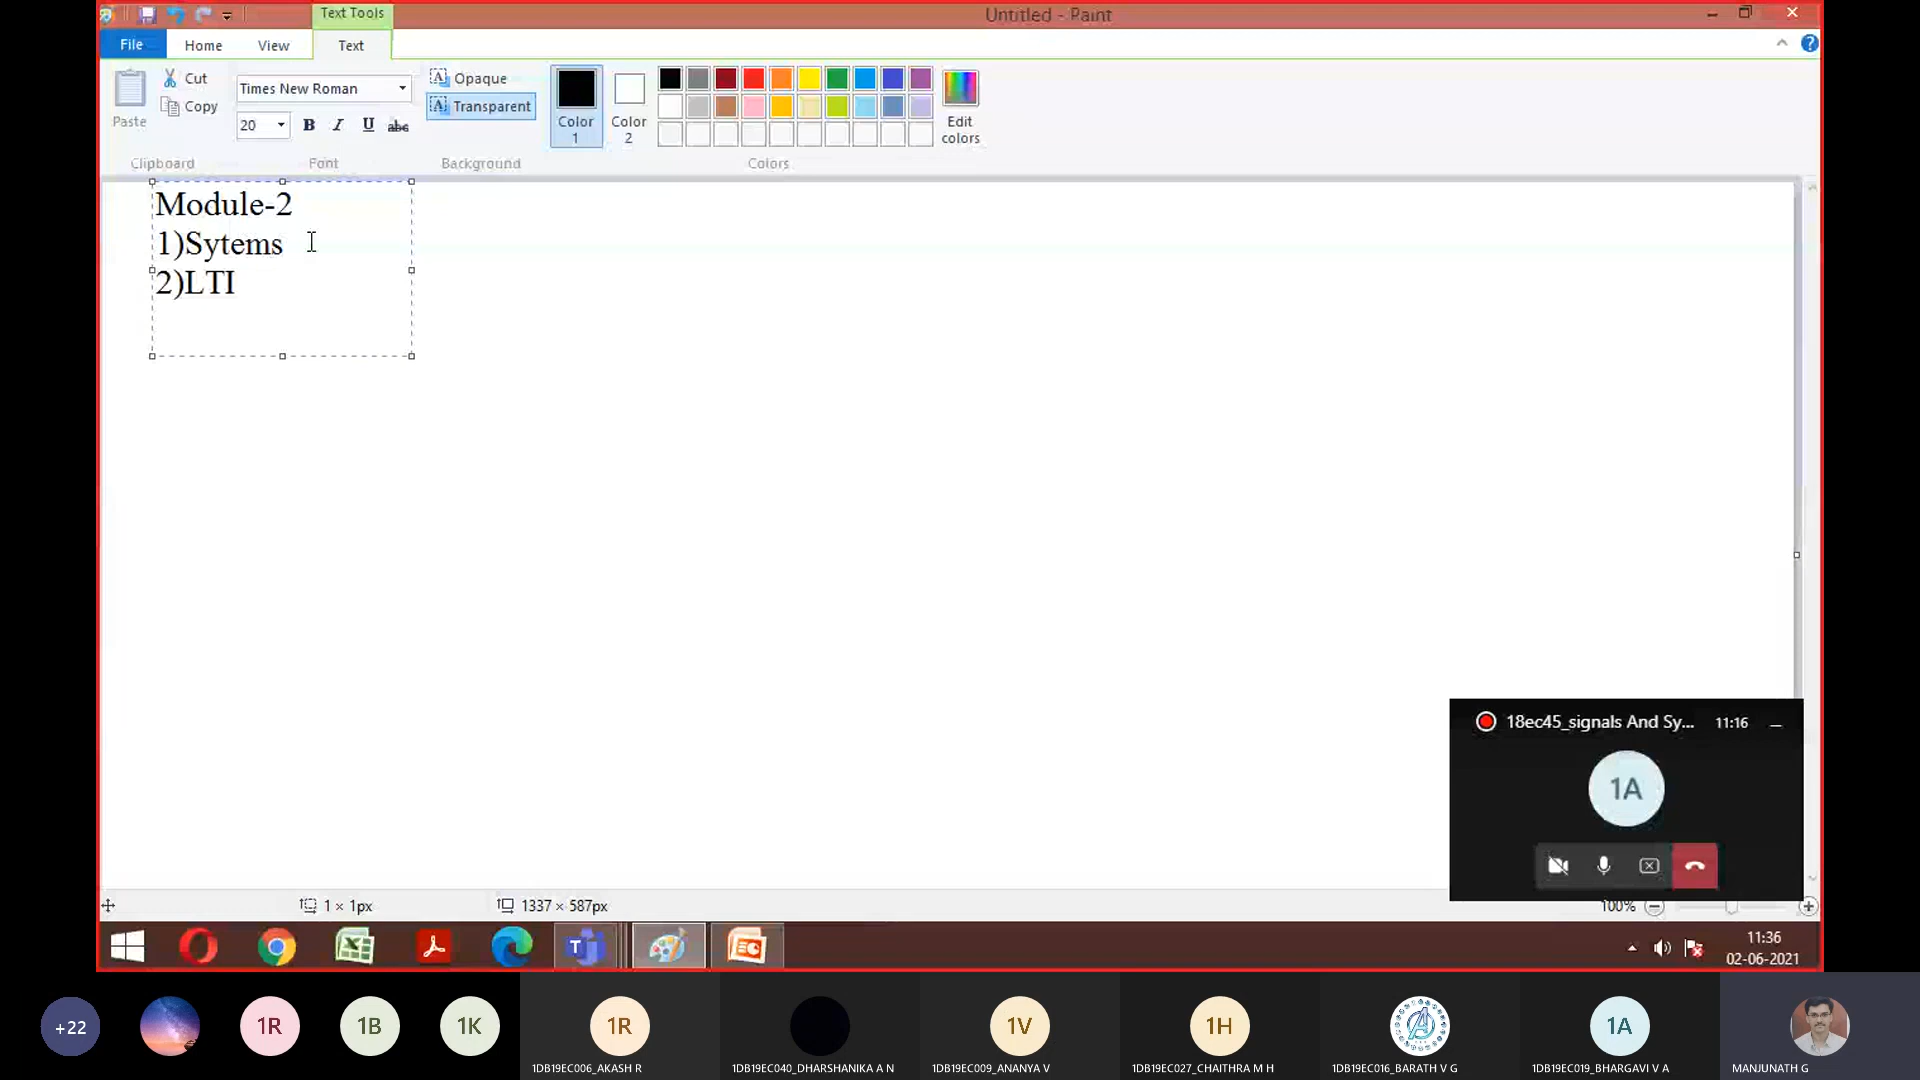 Text Tools
Untitled - Paint
File
Home
View
Text
Paste
Cut
Copy
Times New Roman
20
B
I
U
abc
A
Opaque
A
Transparent
Color
1
Color
2
Edit
colors
Clipboard
Font
Background
Colors
Module-2
1)Sytems
2)LTI
18ec45_signals And Sy...
11:16
1A
1 × 1px
1337 × 587px
100%
11:36
02-06-2021
+22
1R
1B
1K
1R
1V
1H
1A
1DB19EC006_AKASH R
1DB19EC040_DHARSHANIKA A N
1DB19EC009_ANANYA V
1DB19EC027_CHAITHRA M H
1DB19EC016_BARATH V G
1DB19EC019_BHARGAVI V A
MANJUNATH G